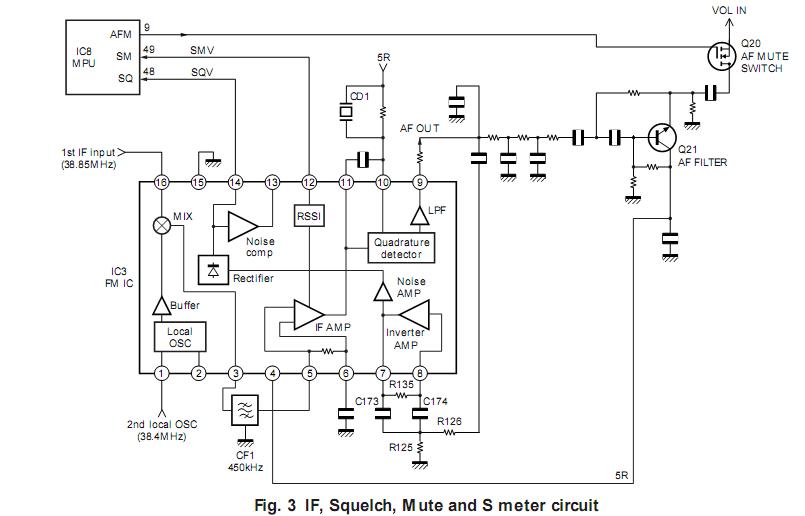 VOL IN
AFM 9
IC8
MPU
SM 49 SMV
SQ 48 SQV
Q20
AF MUTE
SWITCH
5R
CD1
AF OUT
Q21
AF FILTER
1st IF input
(38.85MHz)
16 15 14 13 12 11 10 9
MIX
RSSI
LPF
Noise
comp
Quadrature
detector
IC3
FM IC
Rectifier
Buffer
Noise
AMP
IF AMP
Inverter
AMP
Local
OSC
1 2 3 4 5 6 7 8
R135
C173 C174
R126
R125
2nd local OSC
(38.4MHz)
CF1
450kHz
5R
Fig. 3 IF, Squelch, Mute and S meter circuit